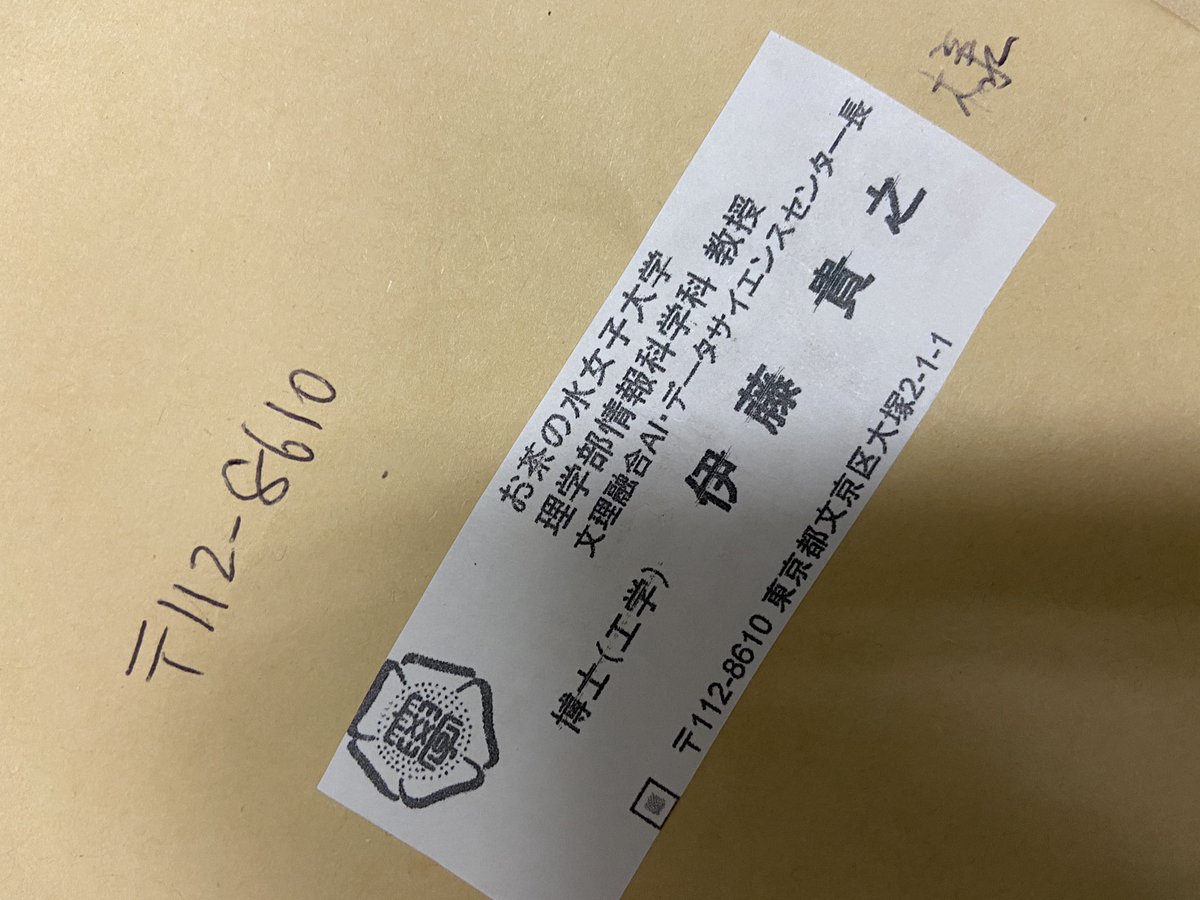 〒112-8610
お茶の水女子大学
理学部情報科学科 教授
文理融合AI・データサイエンスセンター長
博士(工学)
伊藤貴之
様
〒112-8610 東京都文京区大塚2-1-1